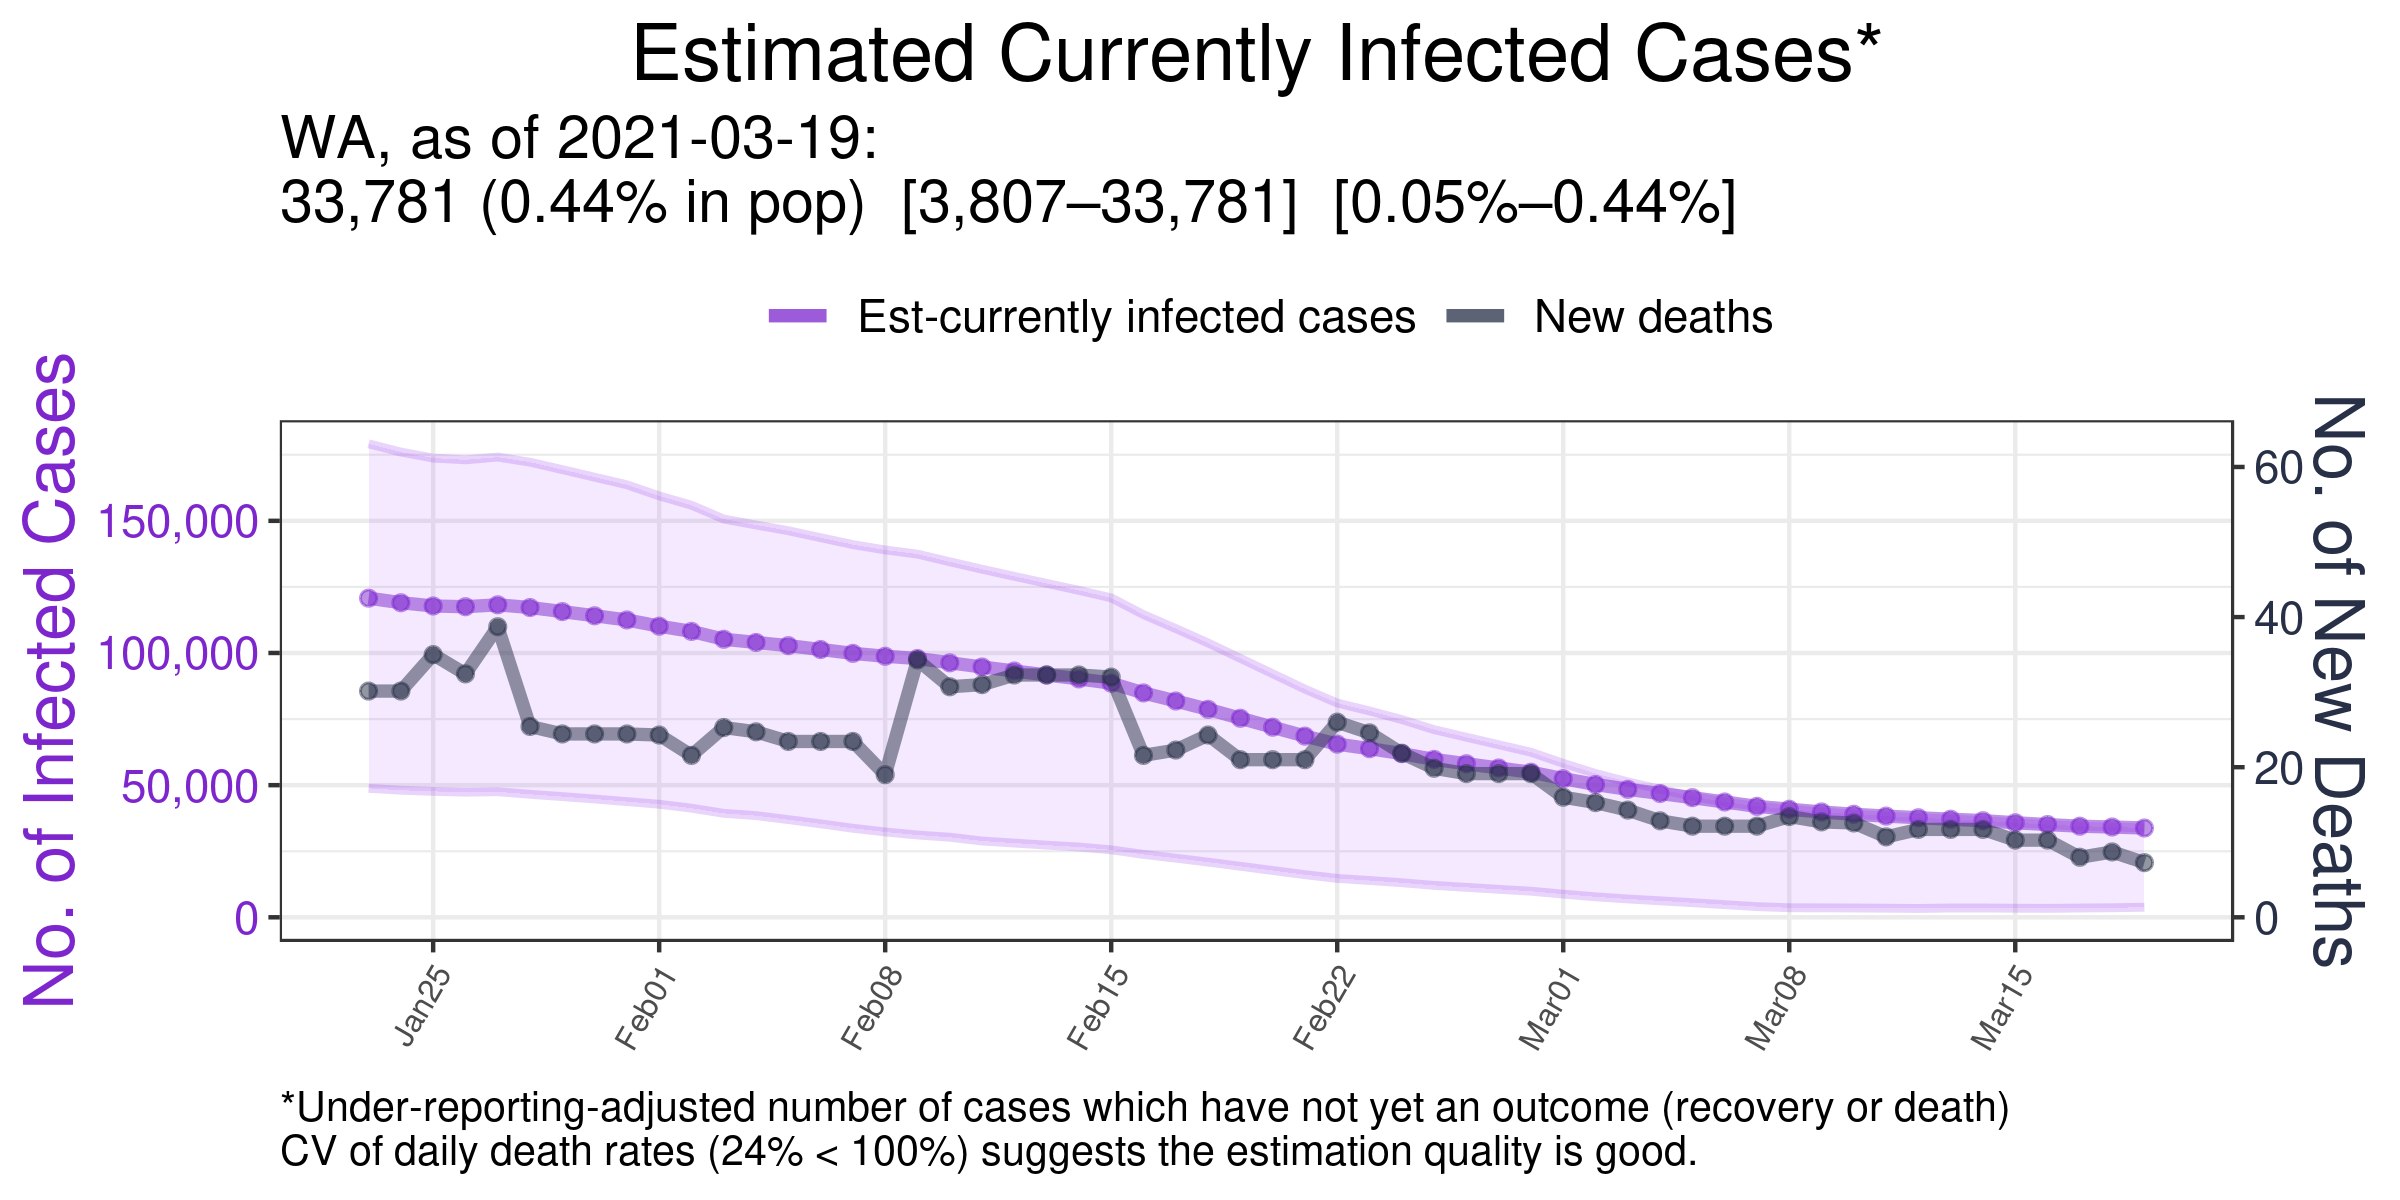 Estimated Currently Infected Cases*
WA, as of 2021-03-19:
33,781 (0.44% in pop)  [3,807–33,781]  [0.05%–0.44%]
Est-currently infected cases
New deaths
No. of Infected Cases
150,000
100,000
50,000
0
60
40
20
0
No. of New Deaths
Jan25
Feb01
Feb08
Feb15
Feb22
Mar01
Mar08
Mar15
*Under-reporting-adjusted number of cases which have not yet an outcome (recovery or death)
CV of daily death rates (24% < 100%) suggests the estimation quality is good.